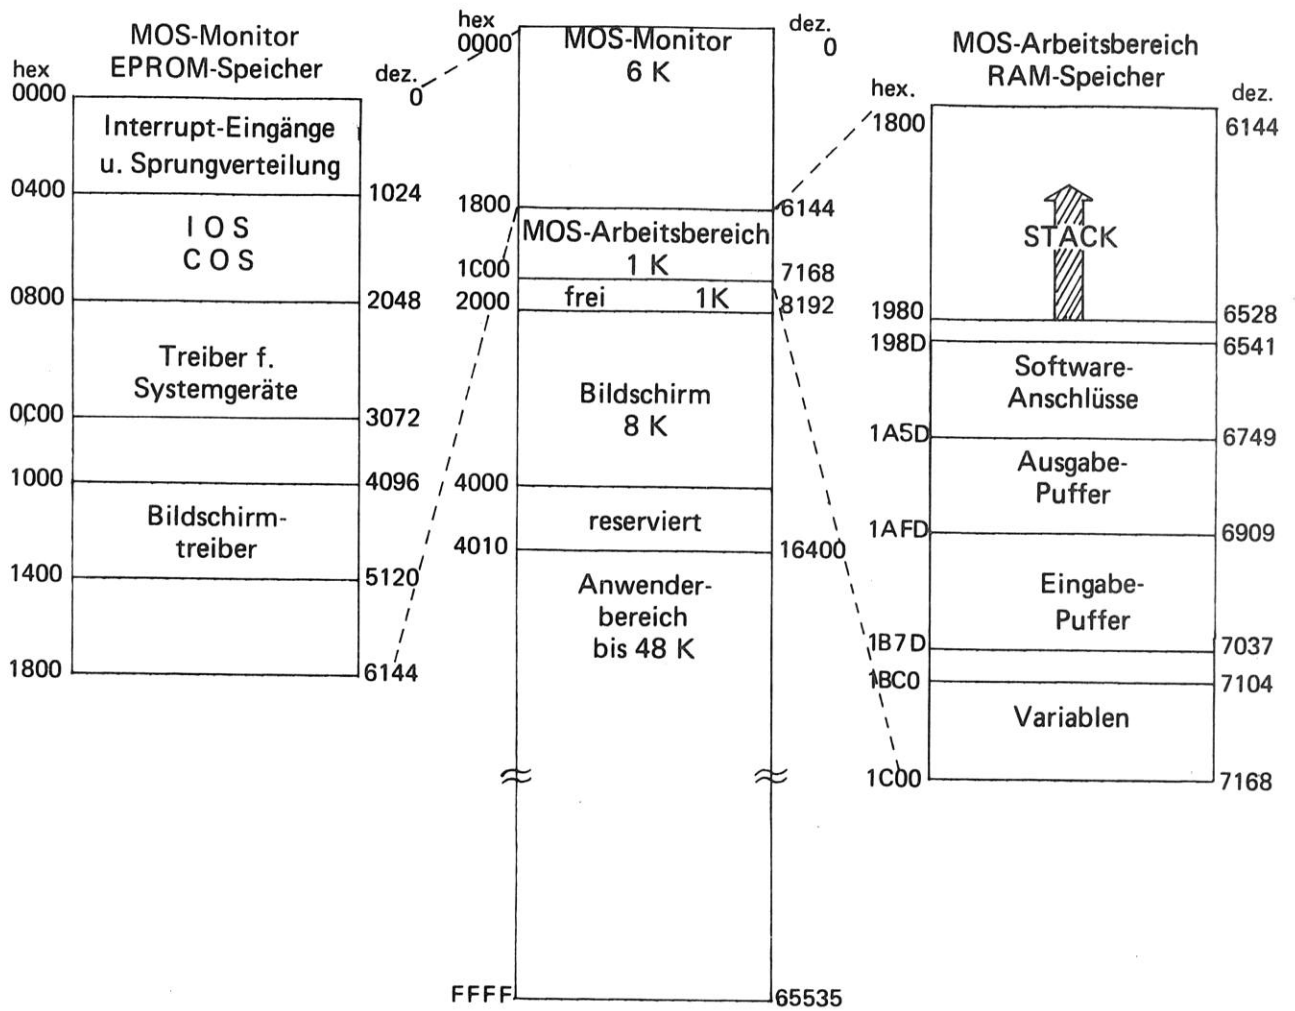 MOS-Monitor
EPROM-Speicher
hex
dez.
0000
0
Interrupt-Eingänge
u. Sprungverteilung
0400
1024
I O S
C O S
0800
2048
Treiber f.
Systemgeräte
0C00
3072
1000
4096
Bildschirm-
treiber
1400
5120
1800
6144
hex
dez.
0000
0
MOS-Monitor
6 K
1800
6144
MOS-Arbeitsbereich
1 K
1C00
7168
frei 1K
2000
8192
Bildschirm
8 K
4000
reserviert
4010
16400
Anwender-
bereich
bis 48 K
FFFF
65535
MOS-Arbeitsbereich
RAM-Speicher
hex.
dez.
1800
6144
STACK
1980
6528
198D
6541
Software-
Anschlüsse
1A5D
6749
Ausgabe-
Puffer
1AFD
6909
Eingabe-
Puffer
1B7D
7037
1BC0
7104
Variablen
1C00
7168